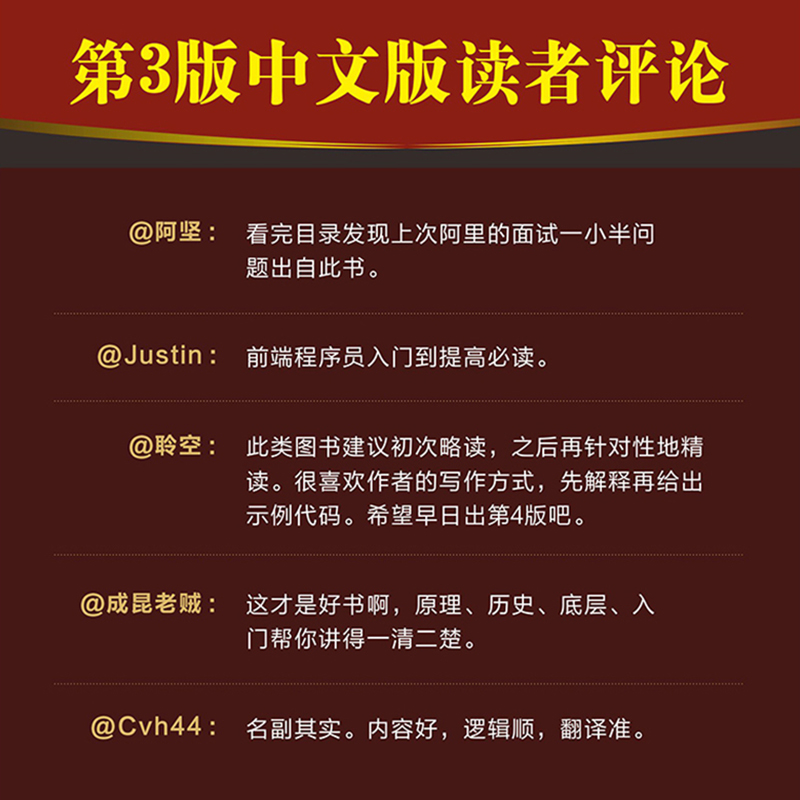 第3版中文版读者评论
@阿坚： 看完目录发现上次阿里的面试一小半问
题出自此书。
@Justin： 前端程序员入门到提高必读。
@聆空： 此类图书建议初次略读，之后再针对性地精
读。很喜欢作者的写作方式，先解释再给出
示例代码。希望早日出第4版吧。
@成昆老贼： 这才是好书啊，原理、历史、底层、入
门帮你讲得一清二楚。
@Cvh44： 名副其实。内容好，逻辑顺，翻译准。